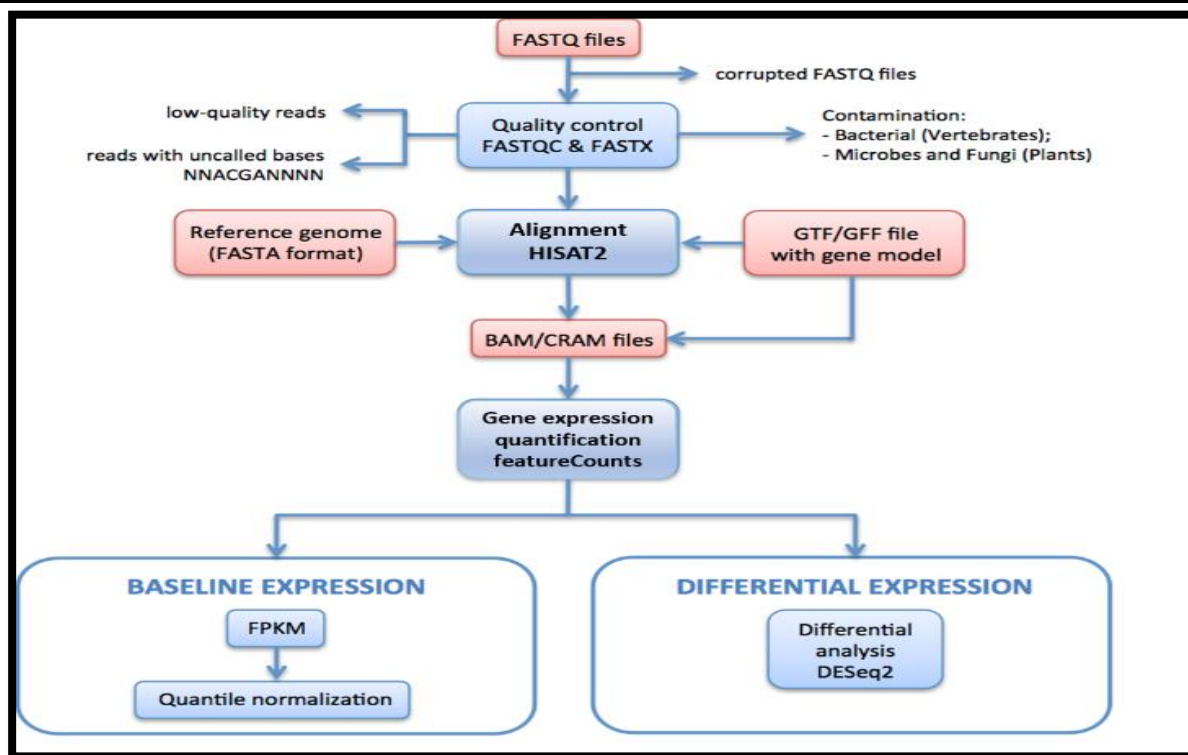 FASTQ files
corrupted FASTQ files
low-quality reads
reads with uncalled bases
NNACGANNNN
Quality control
FASTQC & FASTX
Contamination:
- Bacterial (Vertebrates);
- Microbes and Fungi (Plants)
Reference genome
(FASTA format)
Alignment
HISAT2
GTF/GFF file
with gene model
BAM/CRAM files
Gene expression
quantification
featureCounts
BASELINE EXPRESSION
FPKM
Quantile normalization
DIFFERENTIAL EXPRESSION
Differential
analysis
DESeq2